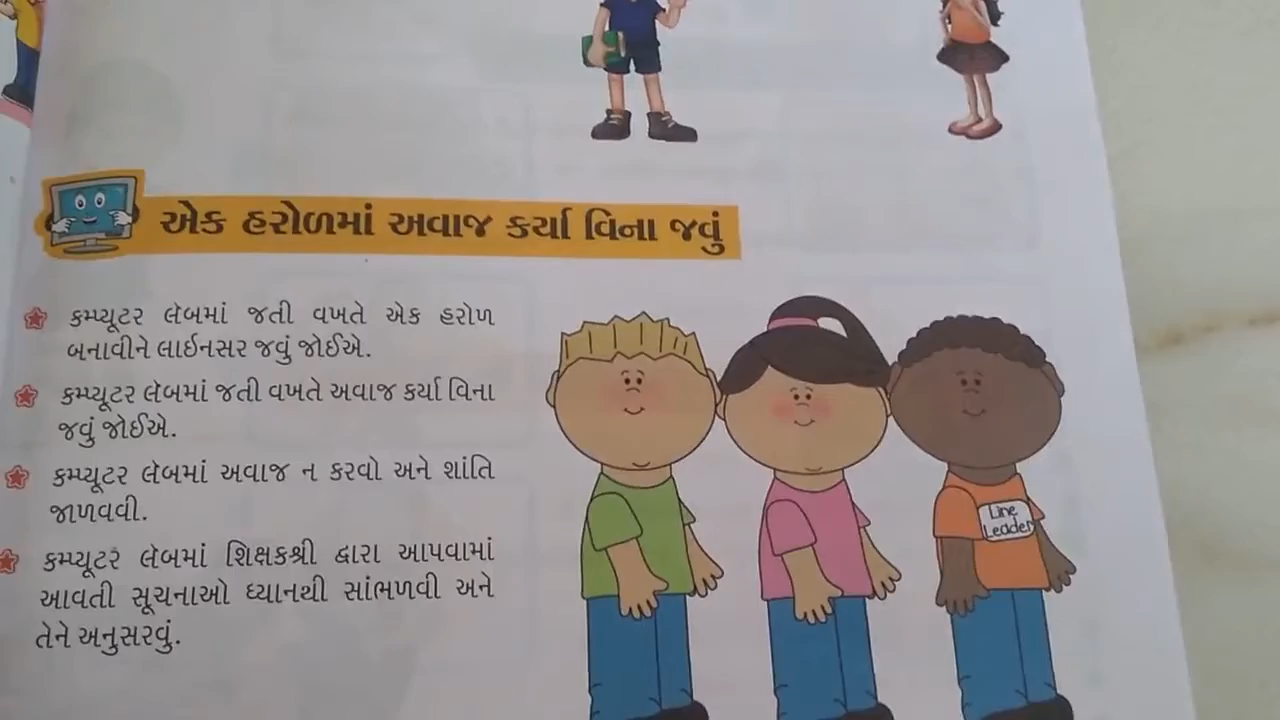 એક હરોળમાં અવાજ કર્યા વિના જવું
કમ્પ્યૂટર લૅબમાં જતી વખતે એક હરોળ
બનાવીને લાઈનસર જવું જોઈએ.
કમ્પ્યૂટર લૅબમાં જતી વખતે અવાજ કર્યા વિના
જવું જોઈએ.
કમ્પ્યૂટર લૅબમાં અવાજ ન કરવો અને શાંતિ
જાળવવી.
કમ્પ્યૂટર લૅબમાં શિક્ષકશ્રી દ્વારા આપવામાં
આવતી સૂચનાઓ ધ્યાનથી સાંભળવી અને
તેને અનુસરવું.
Line
Leader